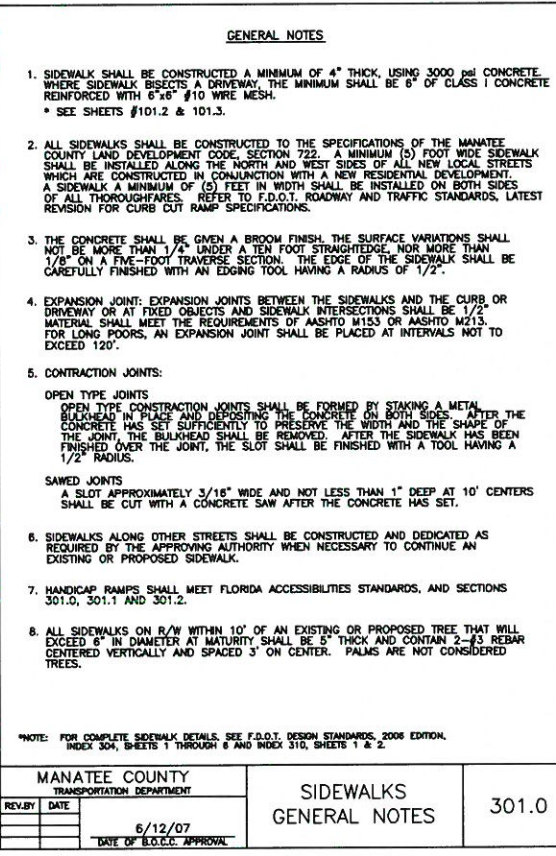 GENERAL NOTES
1. SIDEWALK SHALL BE CONSTRUCTED A MINIMUM OF 4" THICK, USING 3000 psi CONCRETE.
WHERE SIDEWALK BISECTS A DRIVEWAY, THE MINIMUM SHALL BE 6" OF CLASS I CONCRETE
REINFORCED WITH 6"x6" #10 WIRE MESH.
* SEE SHEETS #101.2 & 101.3.
2. ALL SIDEWALKS SHALL BE CONSTRUCTED TO THE SPECIFICATIONS OF THE MANATEE
COUNTY LAND DEVELOPMENT CODE, SECTION 722. A MINIMUM (5) FOOT WIDE SIDEWALK
SHALL BE INSTALLED ALONG THE NORTH AND WEST SIDES OF ALL NEW LOCAL STREETS
WHICH ARE CONSTRUCTED IN CONJUNCTION WITH A NEW RESIDENTIAL DEVELOPMENT.
A SIDEWALK A MINIMUM OF (5) FEET IN WIDTH SHALL BE INSTALLED ON BOTH SIDES
OF ALL THOROUGHFARES. REFER TO F.D.O.T. ROADWAY AND TRAFFIC STANDARDS, LATEST
REVISION FOR CURB CUT RAMP SPECIFICATIONS.
3. THE CONCRETE SHALL BE GIVEN A BROOM FINISH. THE SURFACE VARIATIONS SHALL
NOT BE MORE THAN 1/4" UNDER A TEN FOOT STRAIGHTEDGE, NOR MORE THAN
1/8" ON A FIVE-FOOT TRAVERSE SECTION. THE EDGE OF THE SIDEWALK SHALL BE
CAREFULLY FINISHED WITH AN EDGING TOOL HAVING A RADIUS OF 1/2".
4. EXPANSION JOINT: EXPANSION JOINTS BETWEEN THE SIDEWALKS AND THE CURB OR
DRIVEWAY OR AT FIXED OBJECTS AND SIDEWALK INTERSECTIONS SHALL BE 1/2"
MATERIAL SHALL MEET THE REQUIREMENTS OF AASHTO M153 OR AASHTO M213.
FOR LONG POORS, AN EXPANSION JOINT SHALL BE PLACED AT INTERVALS NOT TO
EXCEED 120'.
5. CONTRACTION JOINTS:
OPEN TYPE JOINTS
OPEN TYPE CONSTRACTION JOINTS SHALL BE FORMED BY STAKING A METAL
BULKHEAD IN PLACE AND DEPOSITING THE CONCRETE ON BOTH SIDES. AFTER THE
CONCRETE HAS SET SUFFICIENTLY TO PRESERVE THE WIDTH AND THE SHAPE OF
THE JOINT, THE BULKHEAD SHALL BE REMOVED. AFTER THE SIDEWALK HAS BEEN
FINISHED OVER THE JOINT, THE SLOT SHALL BE FINISHED WITH A TOOL HAVING A
1/2" RADIUS.
SAWED JOINTS
A SLOT APPROXIMATELY 3/16" WIDE AND NOT LESS THAN 1" DEEP AT 10' CENTERS
SHALL BE CUT WITH A CONCRETE SAW AFTER THE CONCRETE HAS SET.
6. SIDEWALKS ALONG OTHER STREETS SHALL BE CONSTRUCTED AND DEDICATED AS
REQUIRED BY THE APPROVING AUTHORITY WHEN NECESSARY TO CONTINUE AN
EXISTING OR PROPOSED SIDEWALK.
7. HANDICAP RAMPS SHALL MEET FLORIDA ACCESSIBILITIES STANDARDS, AND SECTIONS
301.0, 301.1 AND 301.2.
8. ALL SIDEWALKS ON R/W WITHIN 10' OF AN EXISTING OR PROPOSED TREE THAT WILL
EXCEED 6" IN DIAMETER AT MATURITY SHALL BE 5" THICK AND CONTAIN 2-#3 REBAR
CENTERED VERTICALLY AND SPACED 3' ON CENTER. PALMS ARE NOT CONSIDERED
TREES.
*NOTE: FOR COMPLETE SIDEWALK DETAILS, SEE F.D.O.T. DESIGN STANDARDS, 2006 EDITION,
INDEX 304, SHEETS 1 THROUGH 6 AND INDEX 310, SHEETS 1 & 2.
MANATEE COUNTY
TRANSPORTATION DEPARTMENT
REV.BY DATE
6/12/07
DATE OF B.O.C.C. APPROVAL
SIDEWALKS
GENERAL NOTES
301.0